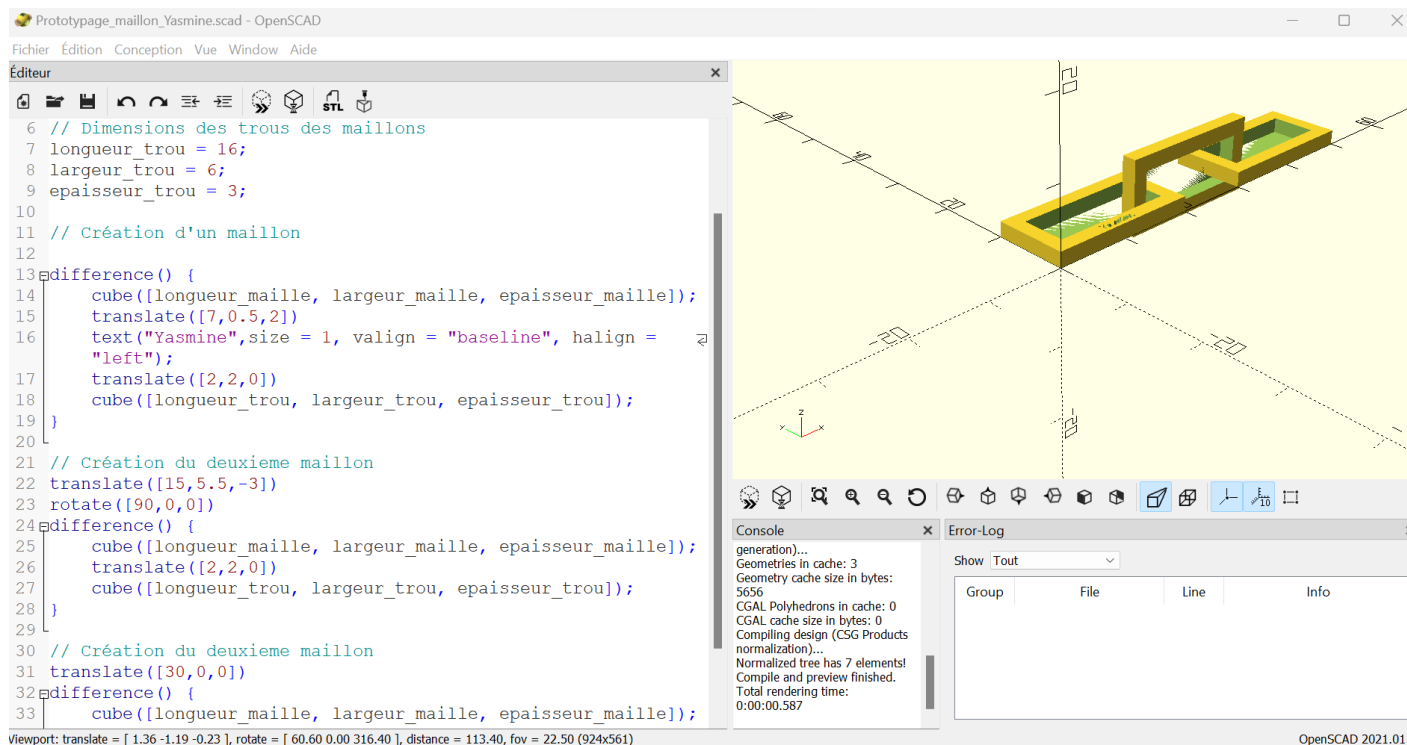 Prototypage_maillon_Yasmine.scad - OpenSCAD
Fichier Édition Conception Vue Window Aide
Éditeur
STL
6 // Dimensions des trous des maillons
7 longueur_trou = 16;
8 largeur_trou = 6;
9 epaisseur_trou = 3;
10
11 // Création d'un maillon
12
13 difference() {
14 cube([longueur_maille, largeur_maille, epaisseur_maille]);
15 translate([7,0.5,2])
16 text("Yasmine",size = 1, valign = "baseline", halign =
"left");
17 translate([2,2,0])
18 cube([longueur_trou, largeur_trou, epaisseur_trou]);
19 }
20
21 // Création du deuxieme maillon
22 translate([15,5.5,-3])
23 rotate([90,0,0])
24 difference() {
25 cube([longueur_maille, largeur_maille, epaisseur_maille]);
26 translate([2,2,0])
27 cube([longueur_trou, largeur_trou, epaisseur_trou]);
28 }
29
30 // Création du deuxieme maillon
31 translate([30,0,0])
32 difference() {
33 cube([longueur_maille, largeur_maille, epaisseur_maille]);
20
-20
-20
-20
z
y x
10
Console
generation)...
Geometries in cache: 3
Geometry cache size in bytes:
5656
CGAL Polyhedrons in cache: 0
CGAL cache size in bytes: 0
Compiling design (CSG Products
normalization)...
Normalized tree has 7 elements!
Compile and preview finished.
Total rendering time:
0:00:00.587
Error-Log
Show Tout
Group File Line Info
Viewport: translate = [ 1.36 -1.19 -0.23 ], rotate = [ 60.60 0.00 316.40 ], distance = 113.40, fov = 22.50 (924x561)
OpenSCAD 2021.01